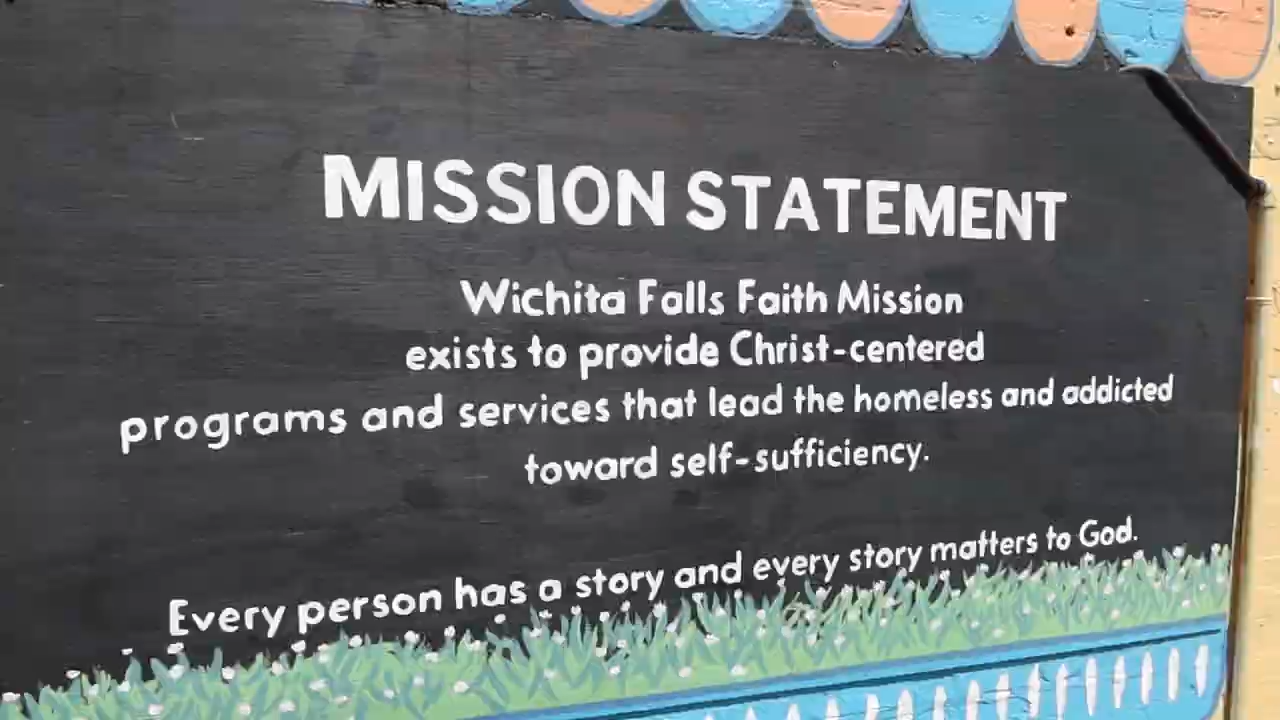 MISSION STATEMENT
Wichita Falls Faith Mission
exists to provide Christ-centered
programs and services that lead the homeless and addicted
toward self-sufficiency.
Every person has a story and every story matters to God.